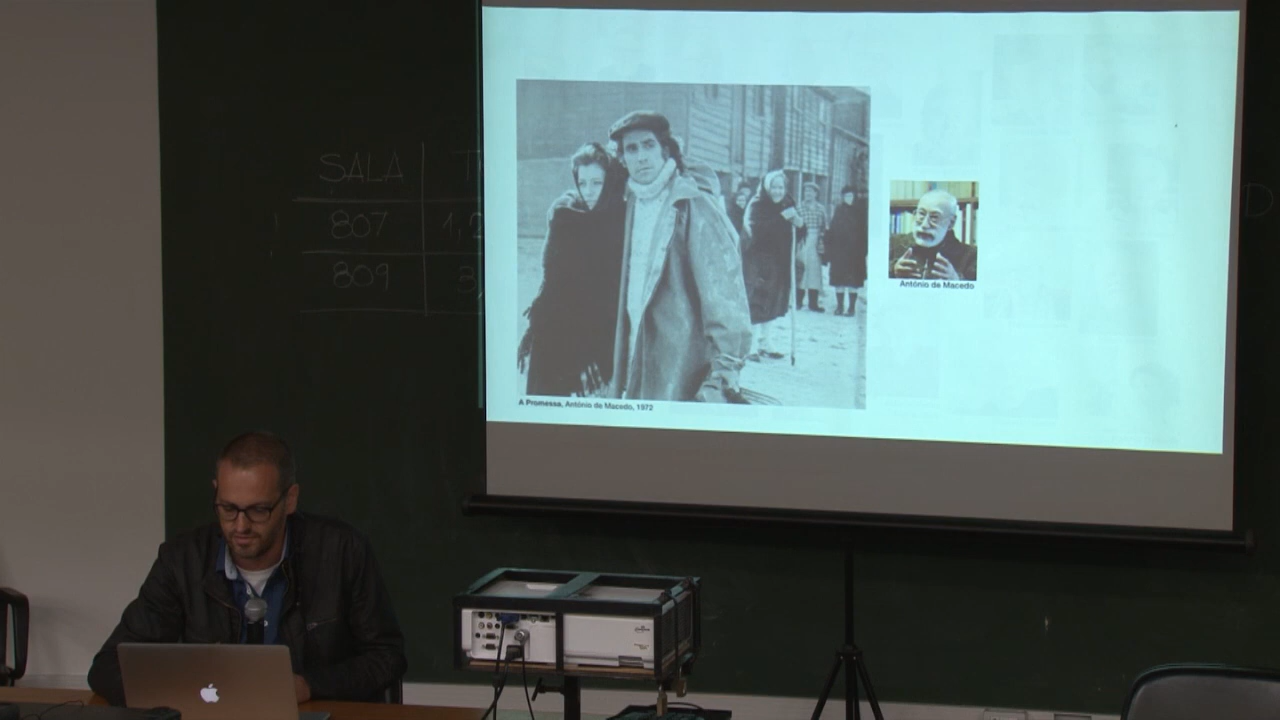 SALA
807
809
António de Macedo
A Promessa, António de Macedo, 1972